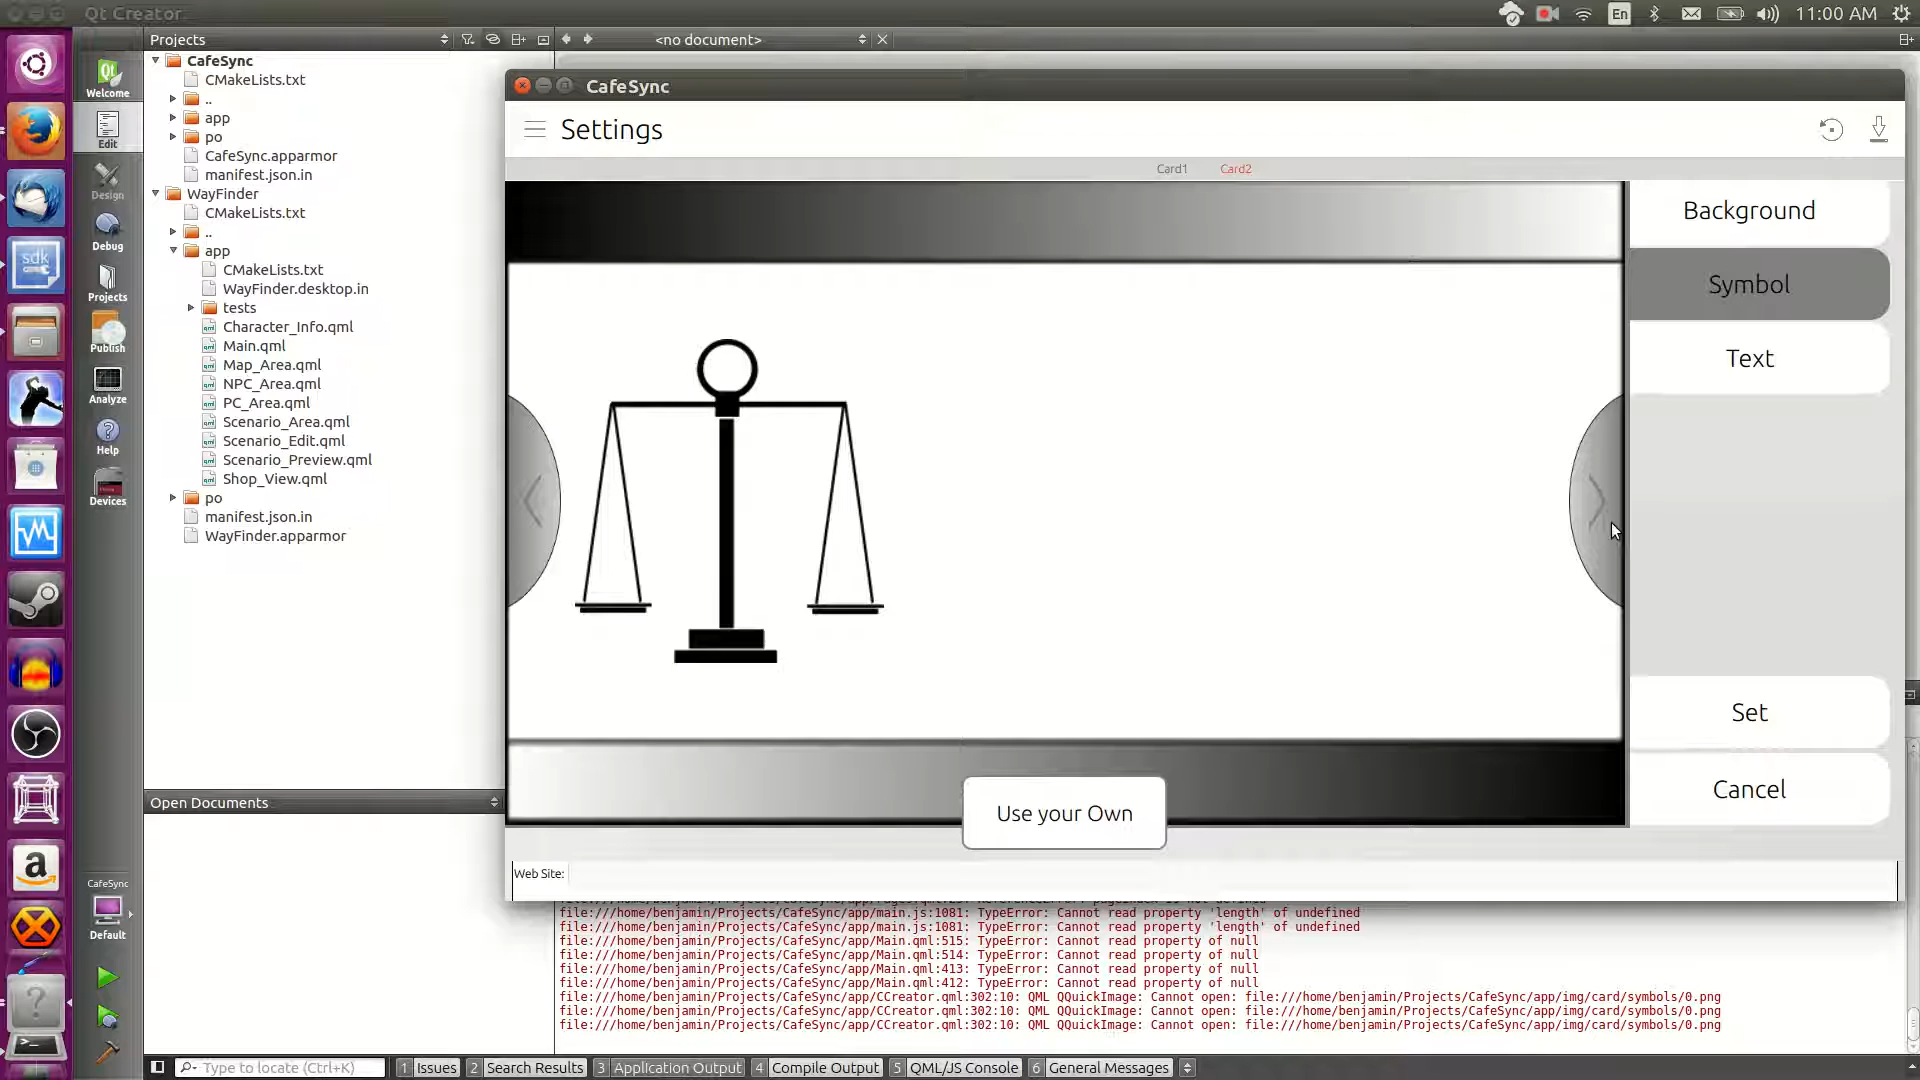 Qt Creator
En
11:00 AM
Projects
<no document>
Welcome
Edit
Design
Debug
Projects
Publish
Analyze
Help
Devices
CafeSync
Default
CafeSync
CMakeLists.txt
..
app
po
CafeSync.apparmor
manifest.json.in
WayFinder
CMakeLists.txt
..
app
CMakeLists.txt
WayFinder.desktop.in
tests
Character_Info.qml
Main.qml
Map_Area.qml
NPC_Area.qml
PC_Area.qml
Scenario_Area.qml
Scenario_Edit.qml
Scenario_Preview.qml
Shop_View.qml
po
manifest.json.in
WayFinder.apparmor
Open Documents
CafeSync
Settings
Card1 Card2
Background
Symbol
Text
Set
Cancel
Use your Own
Web Site:
file:///home/benjamin/Projects/CafeSync/app/main.js:1081: TypeError: Cannot read property 'length' of undefined
file:///home/benjamin/Projects/CafeSync/app/main.js:1081: TypeError: Cannot read property 'length' of undefined
file:///home/benjamin/Projects/CafeSync/app/Main.qml:515: TypeError: Cannot read property of null
file:///home/benjamin/Projects/CafeSync/app/Main.qml:514: TypeError: Cannot read property of null
file:///home/benjamin/Projects/CafeSync/app/Main.qml:413: TypeError: Cannot read property of null
file:///home/benjamin/Projects/CafeSync/app/Main.qml:412: TypeError: Cannot read property of null
file:///home/benjamin/Projects/CafeSync/app/CCreator.qml:302:10: QML QQuickImage: Cannot open: file:///home/benjamin/Projects/CafeSync/app/img/card/symbols/0.png
file:///home/benjamin/Projects/CafeSync/app/CCreator.qml:302:10: QML QQuickImage: Cannot open: file:///home/benjamin/Projects/CafeSync/app/img/card/symbols/0.png
file:///home/benjamin/Projects/CafeSync/app/CCreator.qml:302:10: QML QQuickImage: Cannot open: file:///home/benjamin/Projects/CafeSync/app/img/card/symbols/0.png
Type to locate (Ctrl+K) 1 Issues 2 Search Results 3 Application Output 4 Compile Output 5 QML/JS Console 6 General Messages